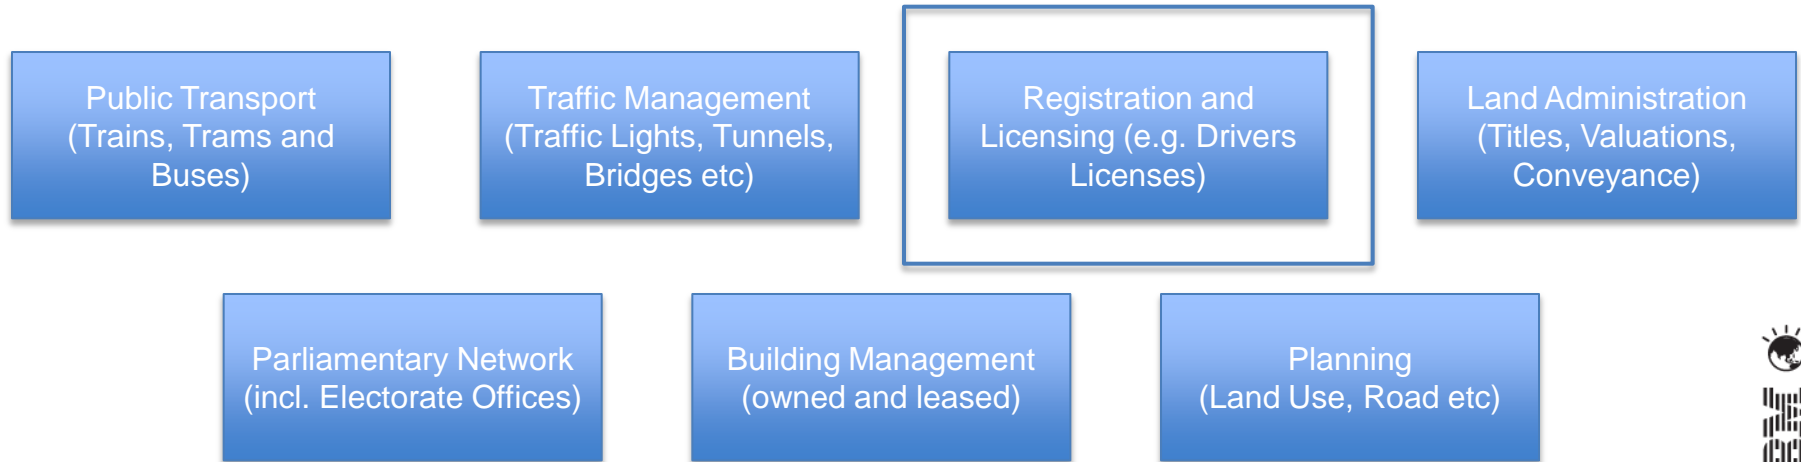 Public Transport
(Trains, Trams and
Buses)
Traffic Management
(Traffic Lights, Tunnels,
Bridges etc)
Registration and
Licensing (e.g. Drivers
Licenses)
Land Administration
(Titles, Valuations,
Conveyance)
Parliamentary Network
(incl. Electorate Offices)
Building Management
(owned and leased)
Planning
(Land Use, Road etc)